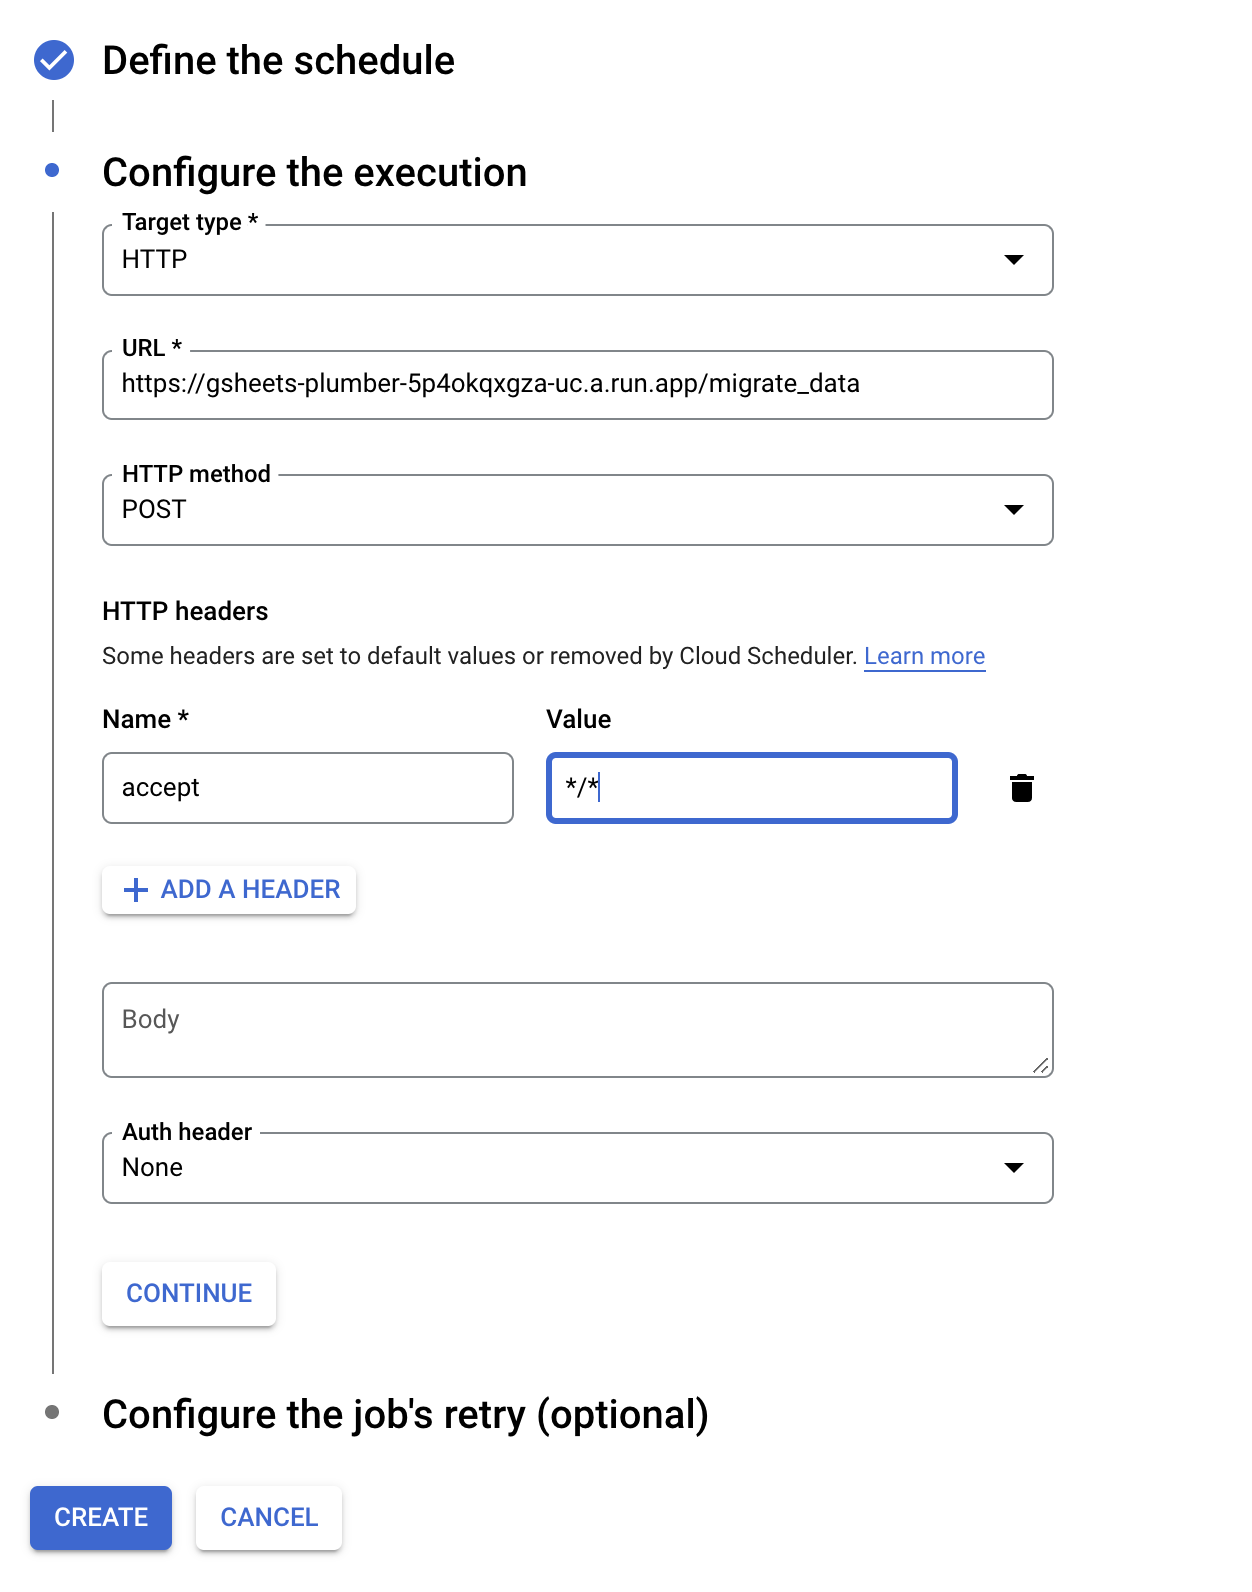 Define the schedule
Configure the execution
Target type *
HTTP
URL *
https://gsheets-plumber-5p4okqxgza-uc.a.run.app/migrate_data
HTTP method
POST
HTTP headers
Some headers are set to default values or removed by Cloud Scheduler. Learn more
Name * Value
accept */*
ADD A HEADER
Body
Auth header
None
CONTINUE
Configure the job's retry (optional)
CREATE CANCEL